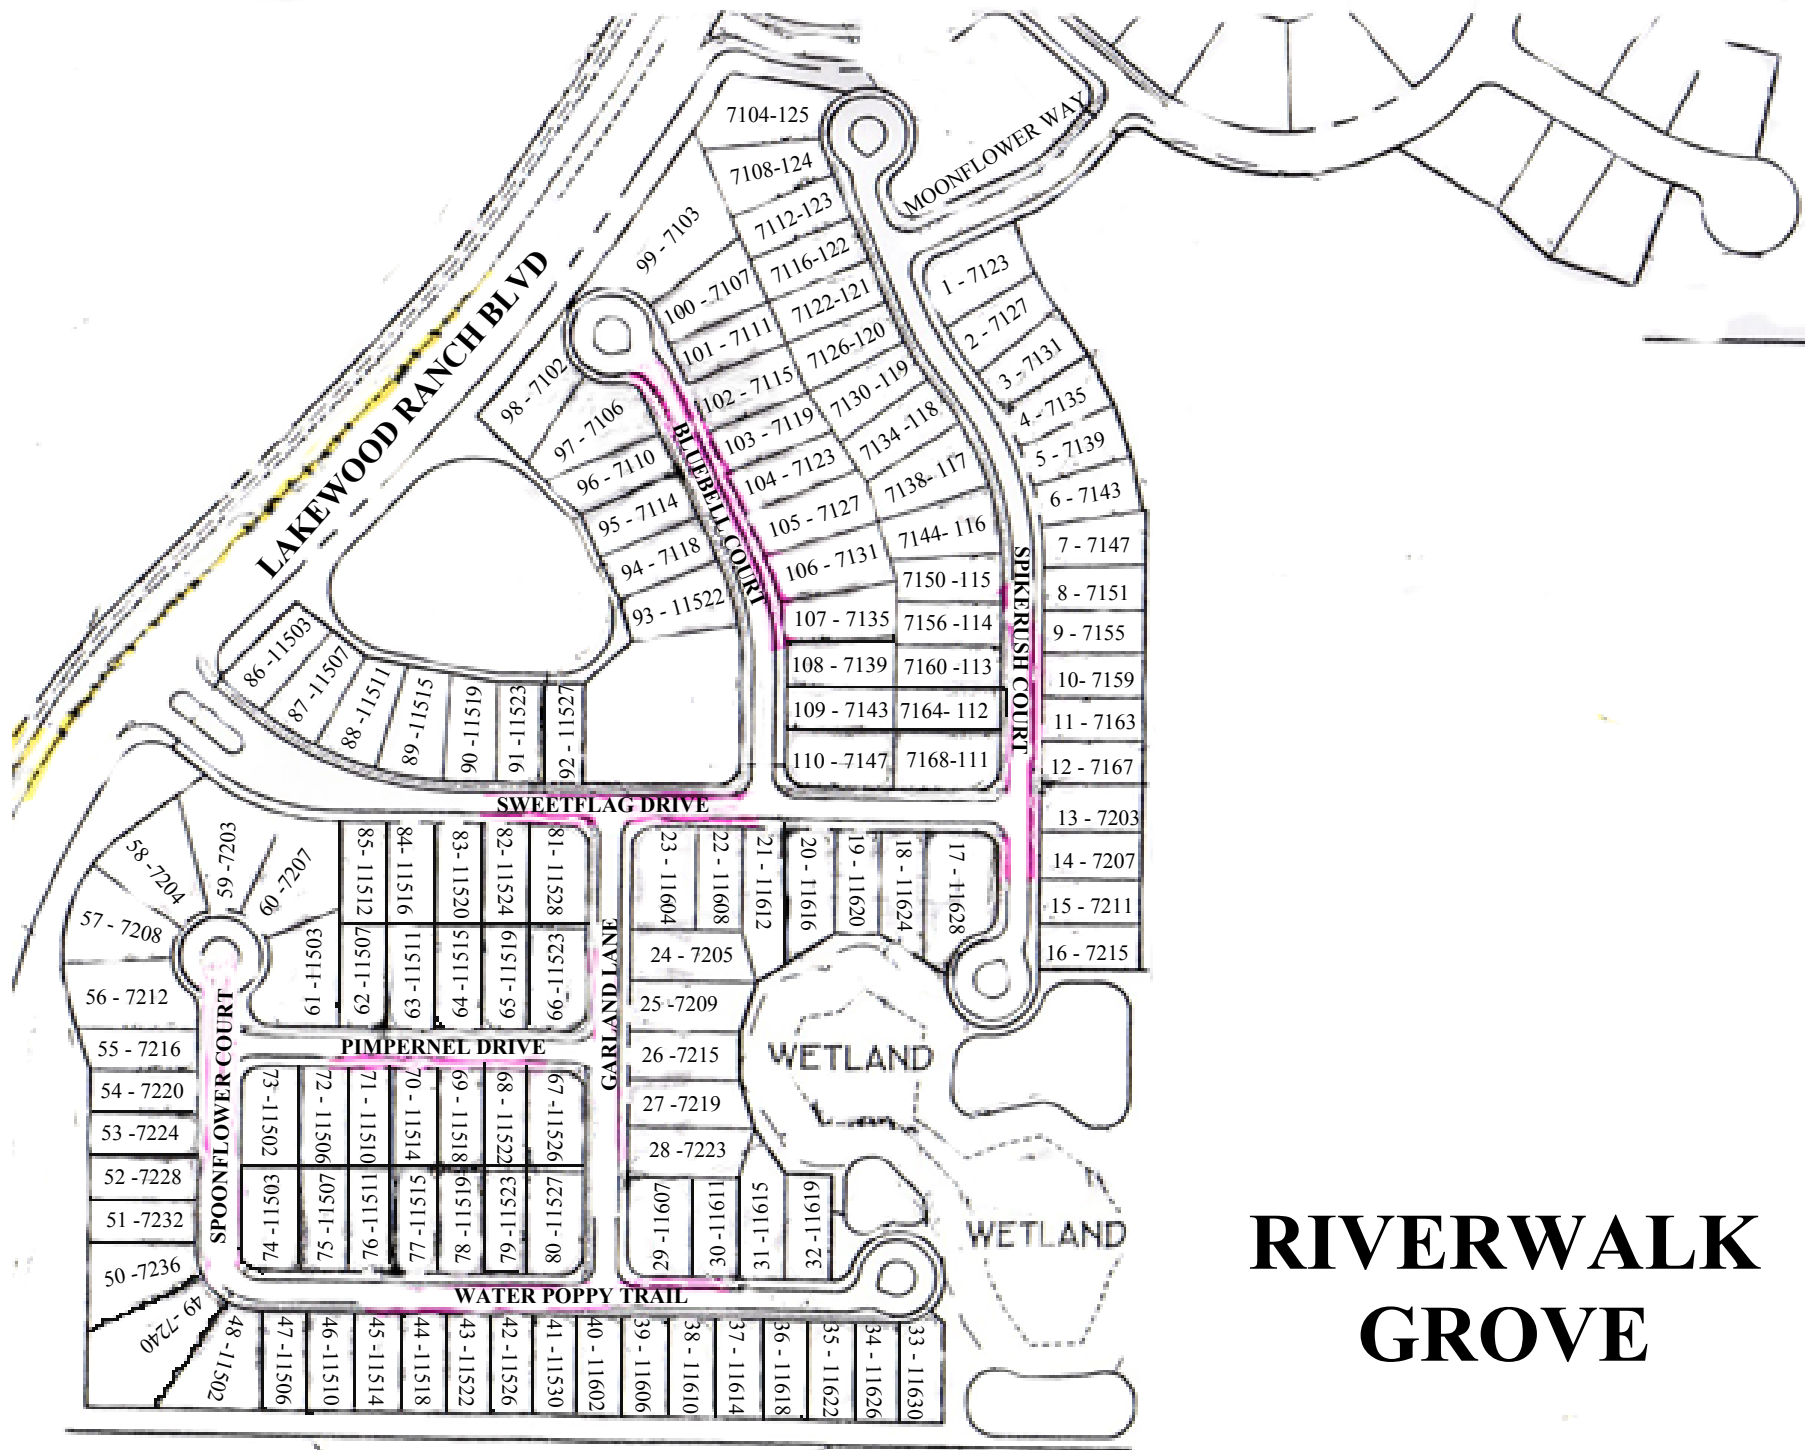 7104-125
7108-124
7112-123
7116-122
7122-121
7126-120
7130 -119
7134 -118
7138- 117
7144- 116
7150 -115
7156 -114
7160 -113
7164- 112
7168-111
MOONFLOWER WAY
LAKEWOOD RANCH BLVD
99 - 7103
100 - 7107
101 - 7111
102 - 7115
103 - 7119
104 - 7123
105 - 7127
106 - 7131
107 - 7135
108 - 7139
109 - 7143
110 - 7147
98 - 7102
97 - 7106
96 - 7110
95 - 7114
94 - 7118
93 - 11522
BLUEBELL COURT
SPIKERUSH COURT
1 - 7123
2 - 7127
3 - 7131
4 - 7135
5 - 7139
6 - 7143
7 - 7147
8 - 7151
9 - 7155
10- 7159
11 - 7163
12 - 7167
13 - 7203
14 - 7207
15 - 7211
16 - 7215
86 -11503
87 -11507
88 -11511
89 -11515
90 -11519
91 -11523
92 - 11527
SWEETFLAG DRIVE
85- 11512
84- 11516
83- 11520
82- 11524
81- 11528
23 - 11604
22 - 11608
21 - 11612
20 - 11616
19 - 11620
18 - 11624
17 - 11628
58 - 7204
59 - 7203
60 -7207
57 - 7208
56 - 7212
55 - 7216
54 - 7220
53 - 7224
52 -7228
51 -7232
50 -7236
49 -7240
48 - 11502
61 -11503
62 -11507
63 -11511
64 -11515
65 -11519
66 -11523
GARLAND LANE
24 - 7205
25 -7209
26 -7215
27 -7219
28 -7223
WETLAND
WETLAND
PIMPERNEL DRIVE
SPOONFLOWER COURT
73 - 11502
72 - 11506
71 - 11510
70 - 11514
69 - 11518
68 - 11522
67 -11526
74 - 11503
75 - 11507
76 -11511
77 - 11515
78 - 11519
79 - 11523
80 - 11527
29 -11607
30 -11611
31 -11615
32 -11619
WATER POPPY TRAIL
47 -11506
46 -11510
45 -11514
44 -11518
43 -11522
42 -11526
41 - 11530
40 - 11602
39 - 11606
38 - 11610
37 - 11614
36 - 11618
35 - 11622
34 - 11626
33 - 11630
RIVERWALK
GROVE